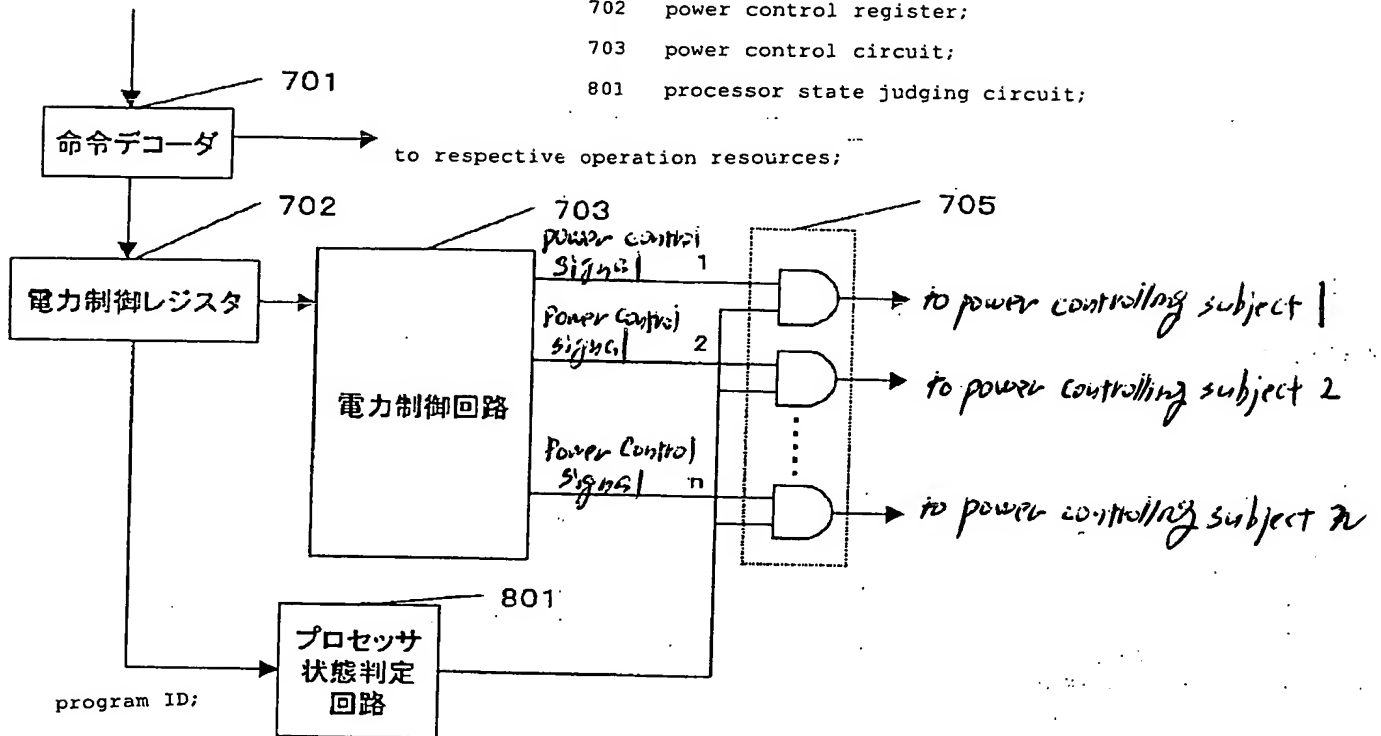 702 power control register;
703 power control circuit;
801 processor state judging circuit;
701
命令デコーダ
to respective operation resources;
702
703
705
電力制御レジスタ
電力制御回路
power control
signal 1
to power controlling subject 1
Power Control
signal 2
to power controlling subject 2
Power Control
signal n
to power controlling subject n
801
プロセッサ
状態判定
回路
program ID;